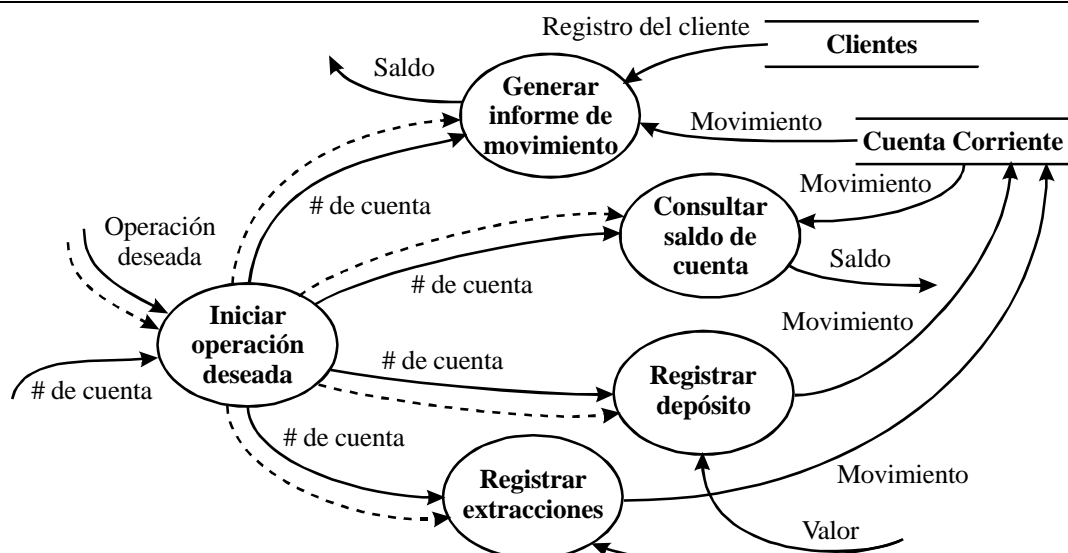 Registro del cliente
Clientes
Saldo
Generar
informe de
movimiento
Movimiento
Cuenta Corriente
Movimiento
# de cuenta
Consultar
saldo de
cuenta
Operación
deseada
Saldo
# de cuenta
Iniciar
operación
deseada
Movimiento
# de cuenta
Registrar
depósito
# de cuenta
# de cuenta
Registrar
extracciones
Movimiento
Valor